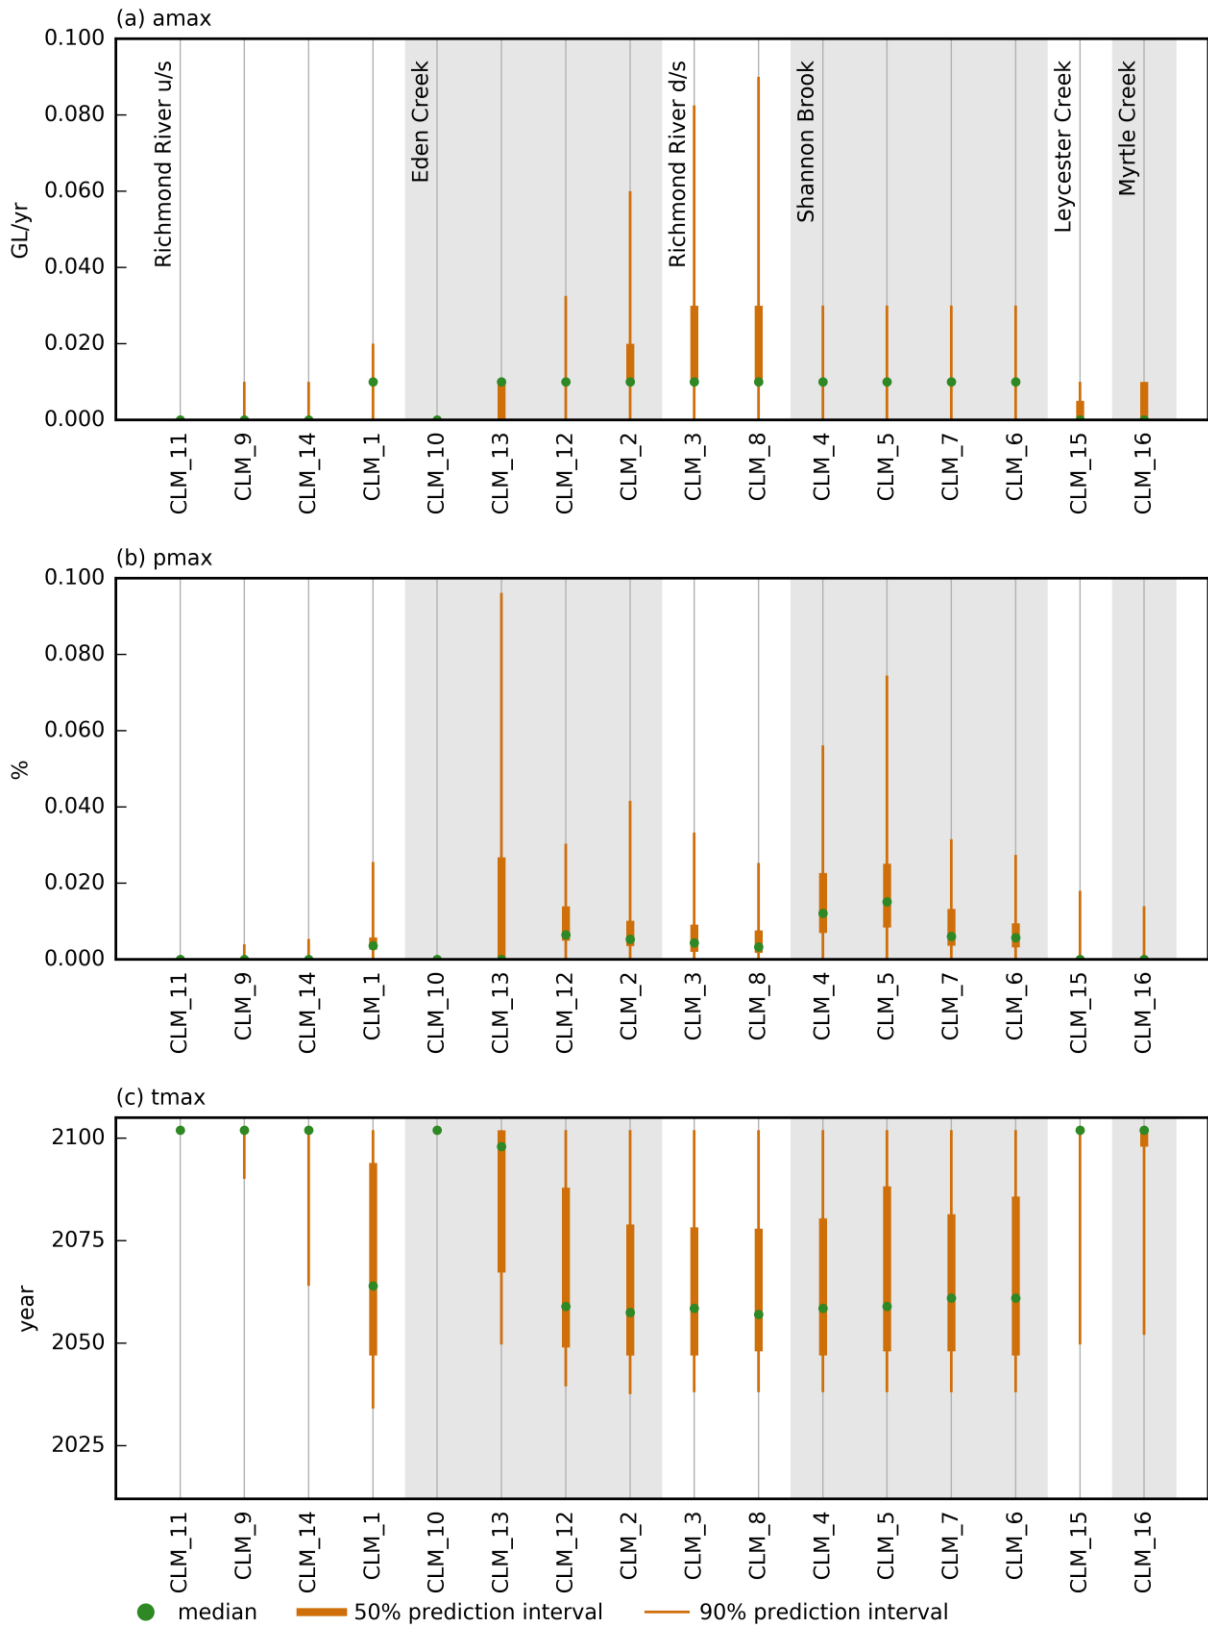 (a) amax
0.100
0.080
0.060
0.040
0.020
0.000
GL/yr
Richmond River u/s
Eden Creek
Richmond River d/s
Shannon Brook
Leycester Creek
Myrtle Creek
CLM_11
CLM_9
CLM_14
CLM_1
CLM_10
CLM_13
CLM_12
CLM_2
CLM_3
CLM_8
CLM_4
CLM_5
CLM_7
CLM_6
CLM_15
CLM_16
(b) pmax
0.100
0.080
0.060
0.040
0.020
0.000
%
CLM_11
CLM_9
CLM_14
CLM_1
CLM_10
CLM_13
CLM_12
CLM_2
CLM_3
CLM_8
CLM_4
CLM_5
CLM_7
CLM_6
CLM_15
CLM_16
(c) tmax
2100
2075
2050
2025
year
CLM_11
CLM_9
CLM_14
CLM_1
CLM_10
CLM_13
CLM_12
CLM_2
CLM_3
CLM_8
CLM_4
CLM_5
CLM_7
CLM_6
CLM_15
CLM_16
median 50% prediction interval 90% prediction interval